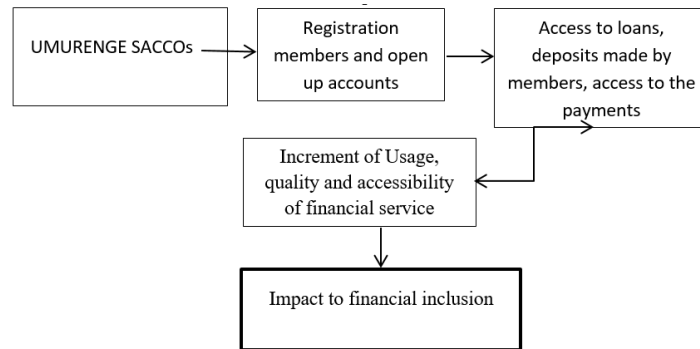 UMURENGE SACCOs
Registration
members and open
up accounts
Access to loans,
deposits made by
members, access to the
payments
Increment of Usage,
quality and accessibility
of financial service
Impact to financial inclusion